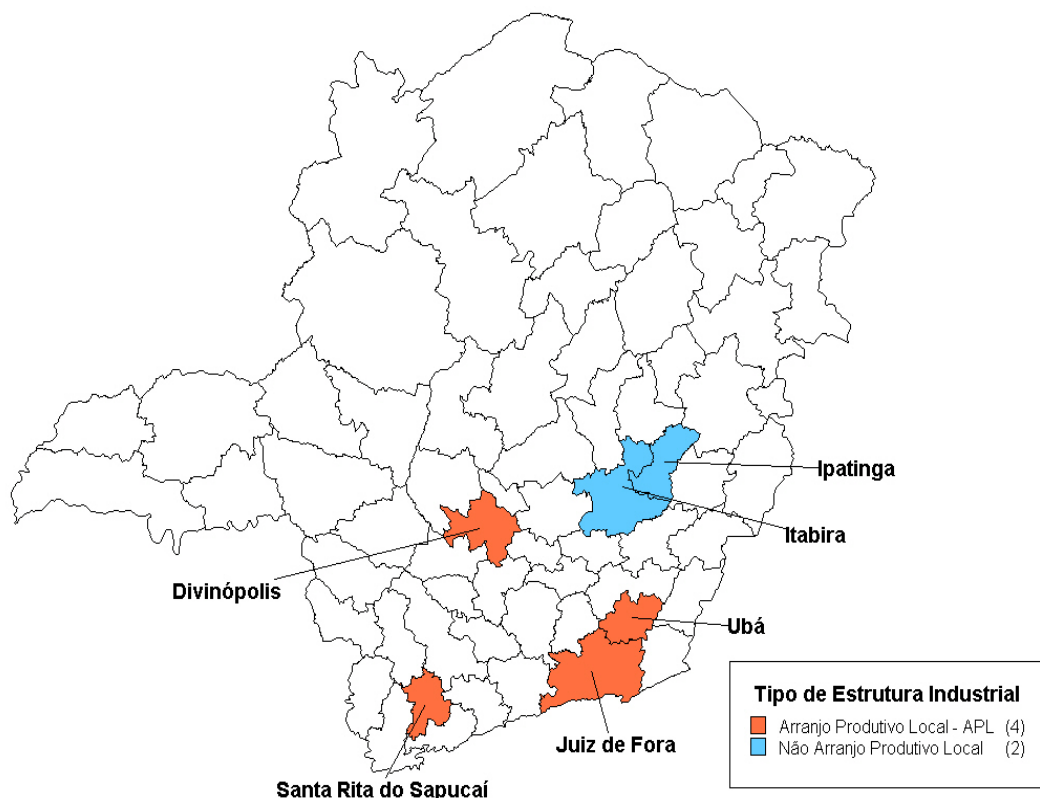 Ipatinga
Itabira
Divinópolis
Ubá
Tipo de Estrutura Industrial
Arranjo Produtivo Local - APL (4)
Não Arranjo Produtivo Local (2)
Juiz de Fora
Santa Rita do Sapucaí